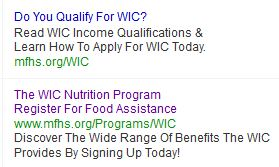 Do You Qualify For WIC?
Read WIC Income Qualifications &
Learn How To Apply For WIC Today.
mfhs.org/WIC
The WIC Nutrition Program
Register For Food Assistance
www.mfhs.org/Programs/WIC
Discover The Wide Range Of Benefits The WIC
Provides By Signing Up Today!